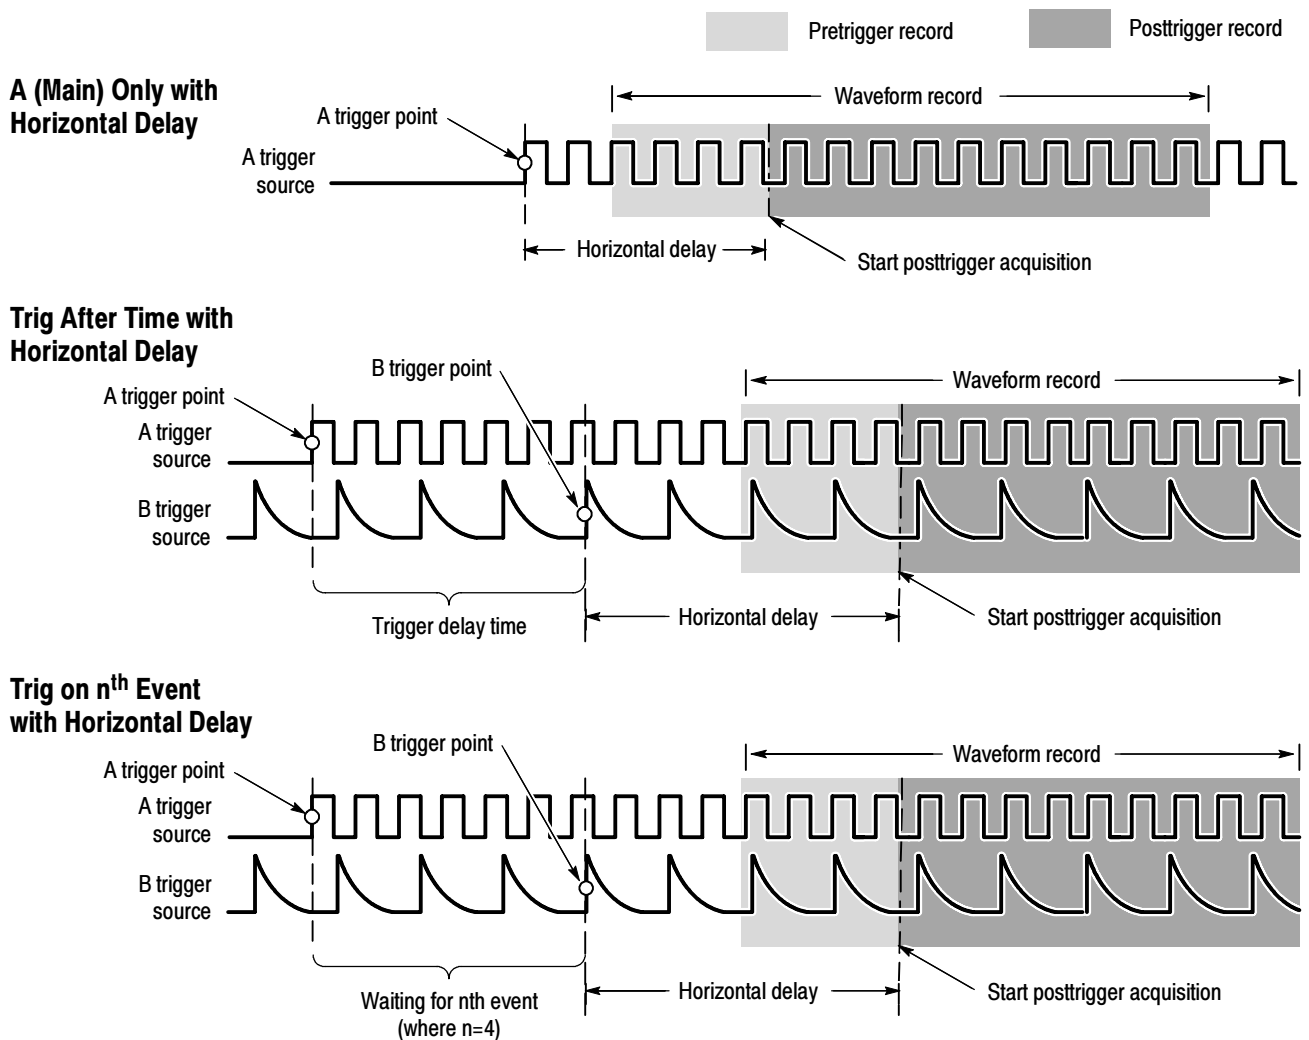 Pretrigger record
Posttrigger record
A (Main) Only with
Horizontal Delay
Waveform record
A trigger point
A trigger
source
Horizontal delay
Start posttrigger acquisition
Trig After Time with
Horizontal Delay
B trigger point
Waveform record
A trigger point
A trigger
source
B trigger
source
Trigger delay time
Horizontal delay
Start posttrigger acquisition
Trig on nth Event
with Horizontal Delay
B trigger point
Waveform record
A trigger point
A trigger
source
B trigger
source
Waiting for nth event
(where n=4)
Horizontal delay
Start posttrigger acquisition